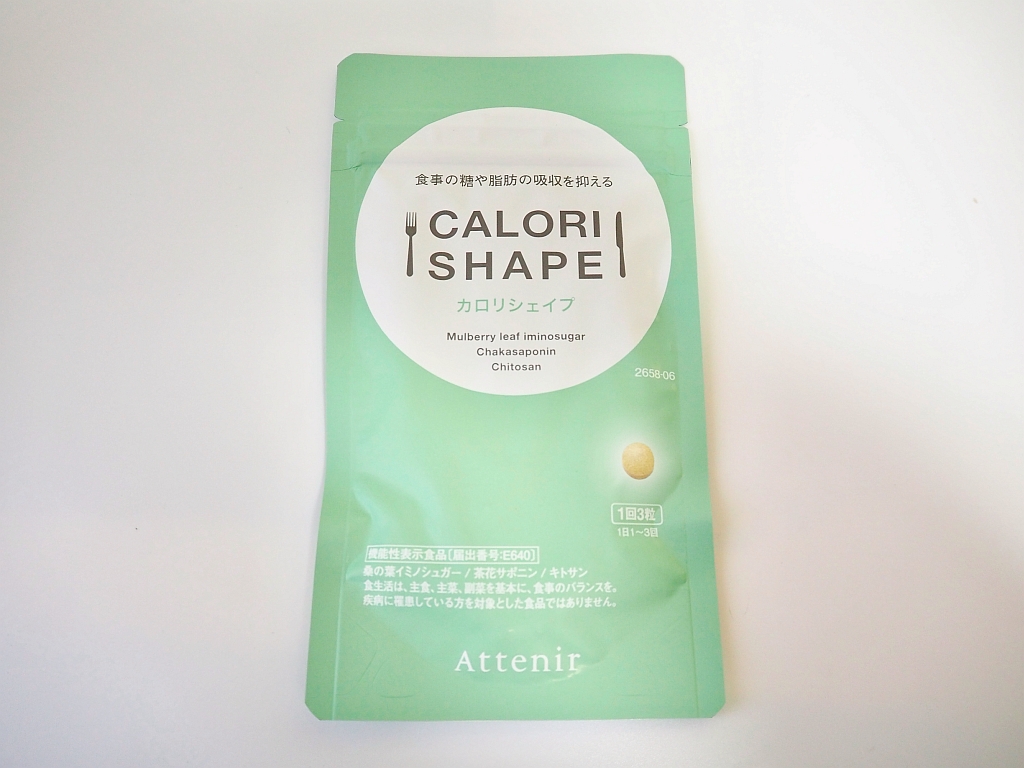 食事の糖や脂肪の吸収を抑える
CALORI
SHAPE
カロリシェイプ
Mulberry leaf iminosugar
Chakasaponin
Chitosan
2658-06
1回3粒
1日1〜3回
機能性表示食品〔届出番号:E640〕
桑の葉イミノシュガー / 茶花サポニン / キトサン
食生活は、主食、主菜、副菜を基本に、食事のバランスを。
疾病に罹患している方を対象とした食品ではありません。
Attenir